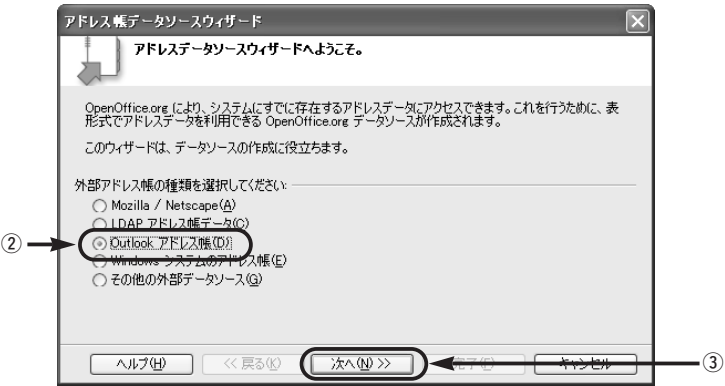 アドレス帳データソースウィザード
アドレスデータソースウィザードへようこそ。
OpenOffice.org により、システムにすでに存在するアドレスデータにアクセスできます。これを行うために、表
形式でアドレスデータを利用できる OpenOffice.org データソースが作成されます。
このウィザードは、データソースの作成に役立ちます。
外部アドレス帳の種類を選択してください:
Mozilla / Netscape(A)
LDAP アドレス帳データ(C)
② Outlook アドレス帳(D)
Windows システムのアドレス帳(E)
その他の外部データソース(G)
ヘルプ(H) << 戻る(K) 次へ(N) >> 完了(F) キャンセル ③